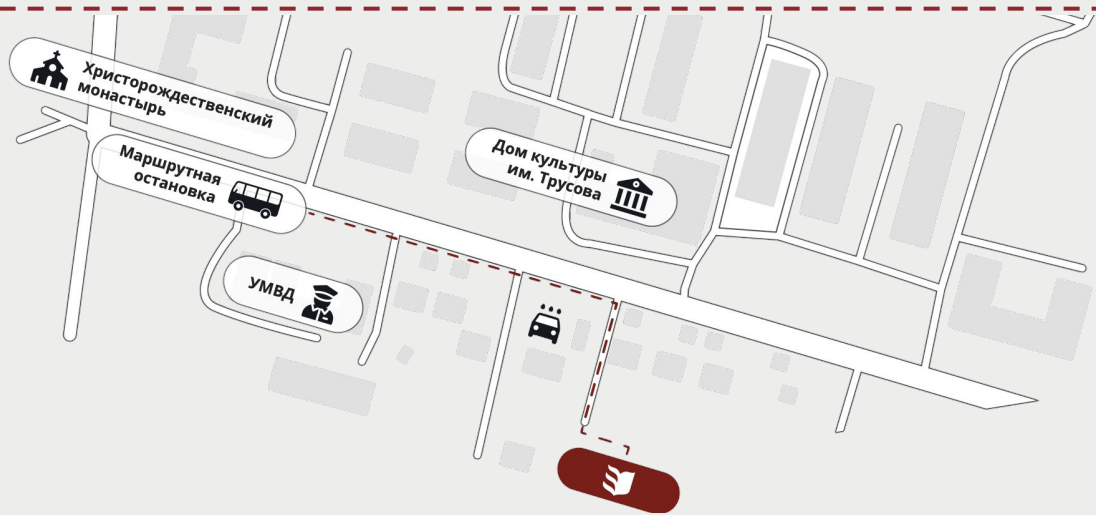 Христорождественский
монастырь
Маршрутная
остановка
Дом культуры
им. Трусова
УМВД